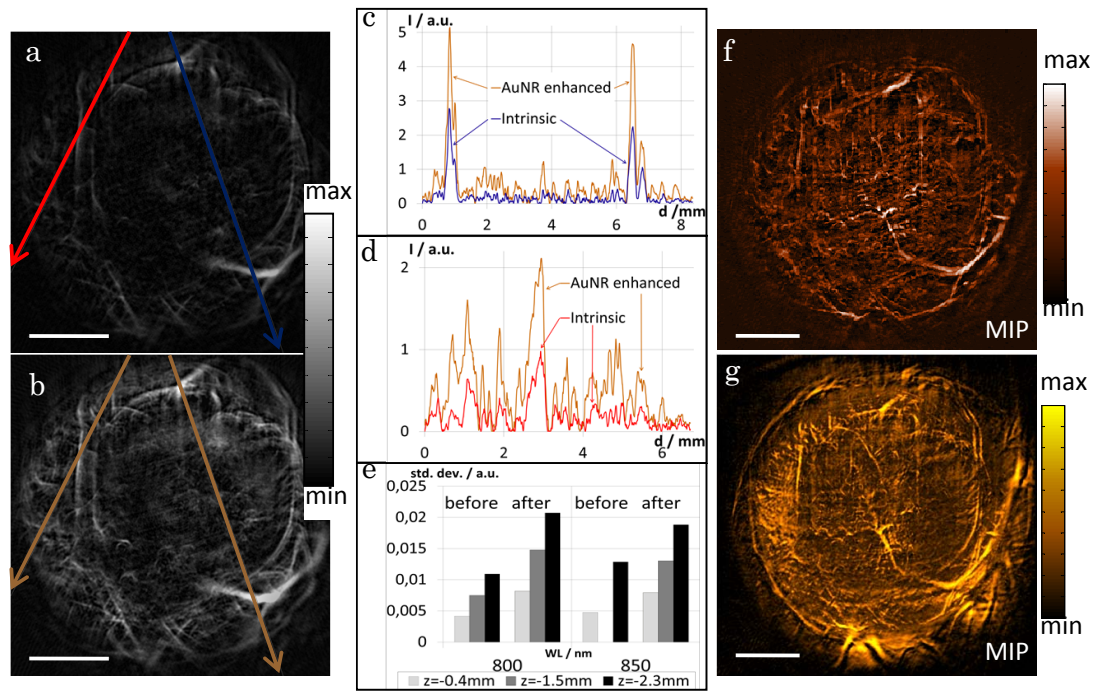 a
max
min
b
c
I / a.u.
5
4
3
2
1
0
AuNR enhanced
Intrinsic
0 2 4 6 8
d /mm
d
I / a.u.
2
1
0
AuNR enhanced
Intrinsic
0 2 4 6
d / mm
e
std. dev. / a.u.
0,025
0,02
0,015
0,01
0,005
0
before after before after
WL / nm
800 850
z=-0.4mm z=-1.5mm z=-2.3mm
f
max
min
MIP
g
max
min
MIP